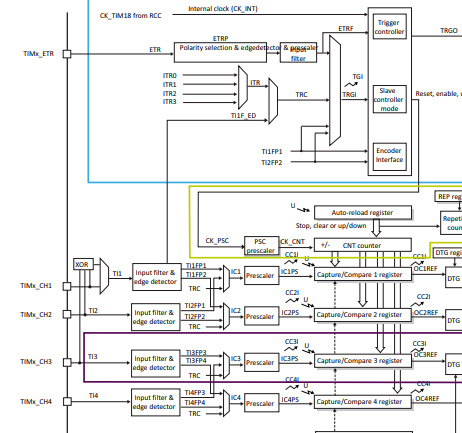 Internal clock (CK_INT)
CK_TIM18 from RCC
Trigger controller
TRGO
ETRP
ETRF
TIMx_ETR
ETR
Polarity selection & edgedetector & prescaler
Input filter
TGI
ITR0
ITR1
ITR2
ITR3
ITR
TRC
TRGI
Slave controller mode
Reset, enable,
TI1F_ED
TI1FP1
TI2FP2
Encoder Interface
U
Auto-reload register
REP reg
Stop, clear or up/down
Repeti
coun
CK_PSC
PSC prescaler
CK_CNT
+/-
CNT counter
DTG regi
XOR
TI1
Input filter & edge detector
TI1FP1
TI1FP2
TRC
IC1
Prescaler
IC1PS
CC1I
U
Capture/Compare 1 register
CC1I
OC1REF
DTG
TIMx_CH1
TIMx_CH2
TI2
Input filter & edge detector
TI2FP1
TI2FP2
TRC
IC2
Prescaler
IC2PS
CC2I
U
Capture/Compare 2 register
CC2I
OC2REF
DTG
TIMx_CH3
TI3
Input filter & edge detector
TI3FP3
TI3FP4
TRC
IC3
Prescaler
IC3PS
CC3I
U
Capture/Compare 3 register
CC3I
OC3REF
DTG
TIMx_CH4
TI4
Input filter & edge detector
TI4FP3
TI4FP4
TRC
IC4
Prescaler
IC4PS
CC4I
U
Capture/Compare 4 register
CC4I
OC4REF
DTG